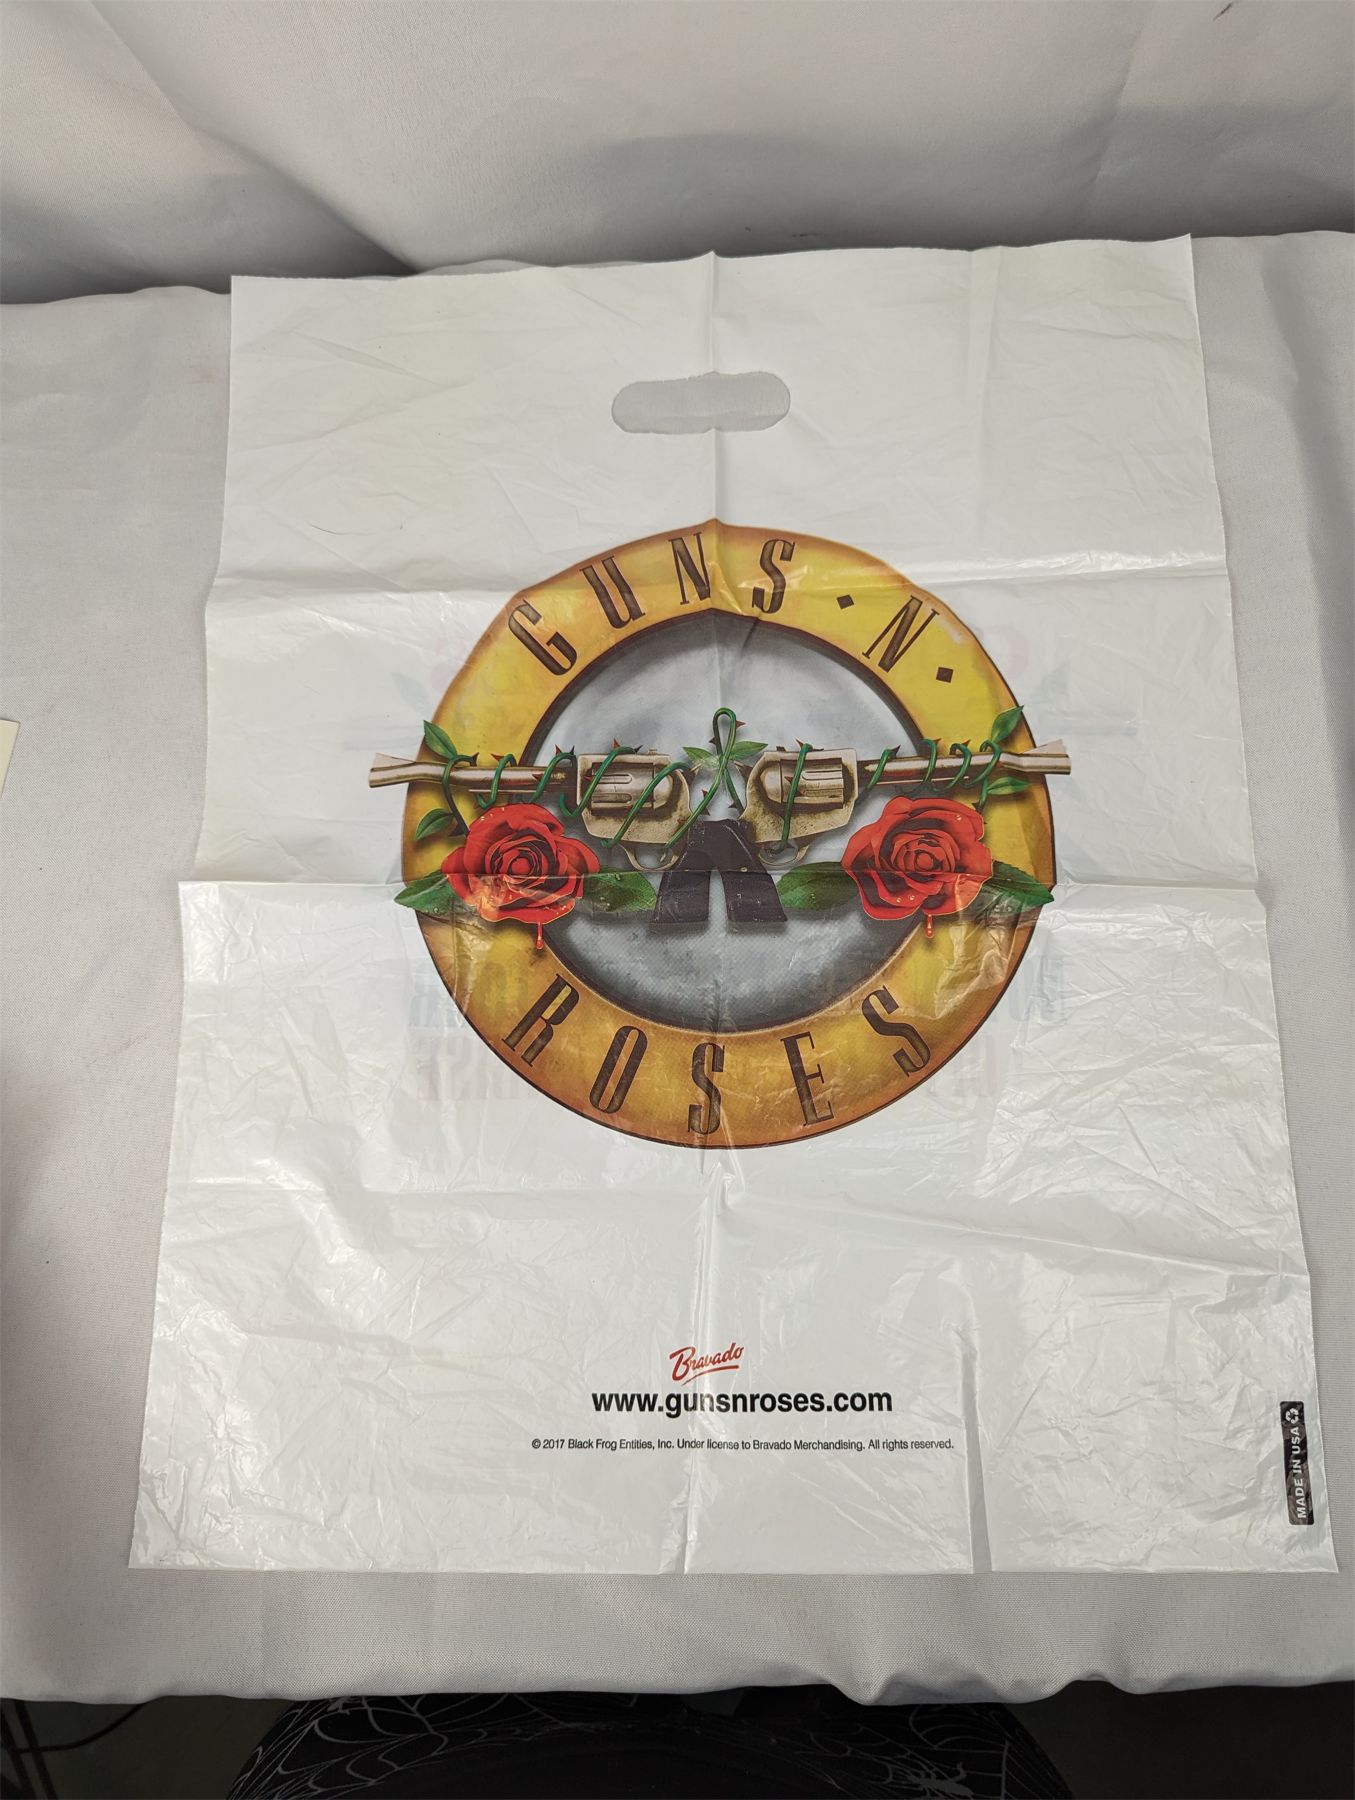 GUNS · N ·
ROSES
Bravado
www.gunsnroses.com
© 2017 Black Frog Entities, Inc. Under license to Bravado Merchandising. All rights reserved.
MADE IN USA